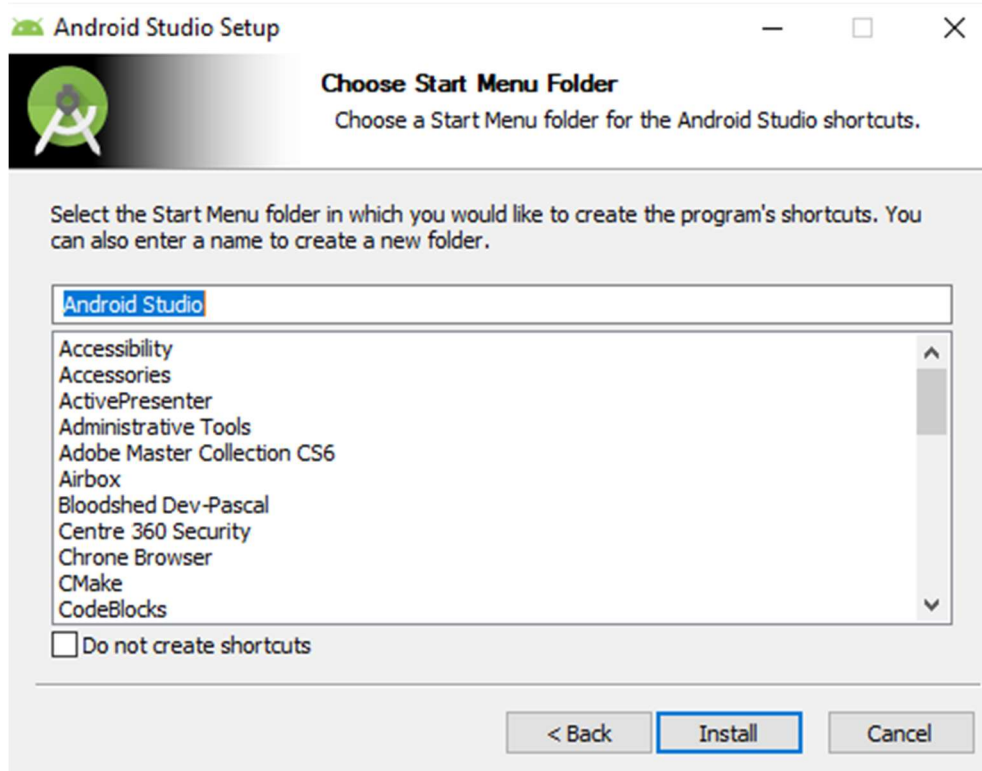 Android Studio Setup
Choose Start Menu Folder
Choose a Start Menu folder for the Android Studio shortcuts.
Select the Start Menu folder in which you would like to create the program's shortcuts. You
can also enter a name to create a new folder.
Android Studio
Accessibility
Accessories
ActivePresenter
Administrative Tools
Adobe Master Collection CS6
Airbox
Bloodshed Dev-Pascal
Centre 360 Security
Chrone Browser
CMake
CodeBlocks
Do not create shortcuts
< Back Install Cancel